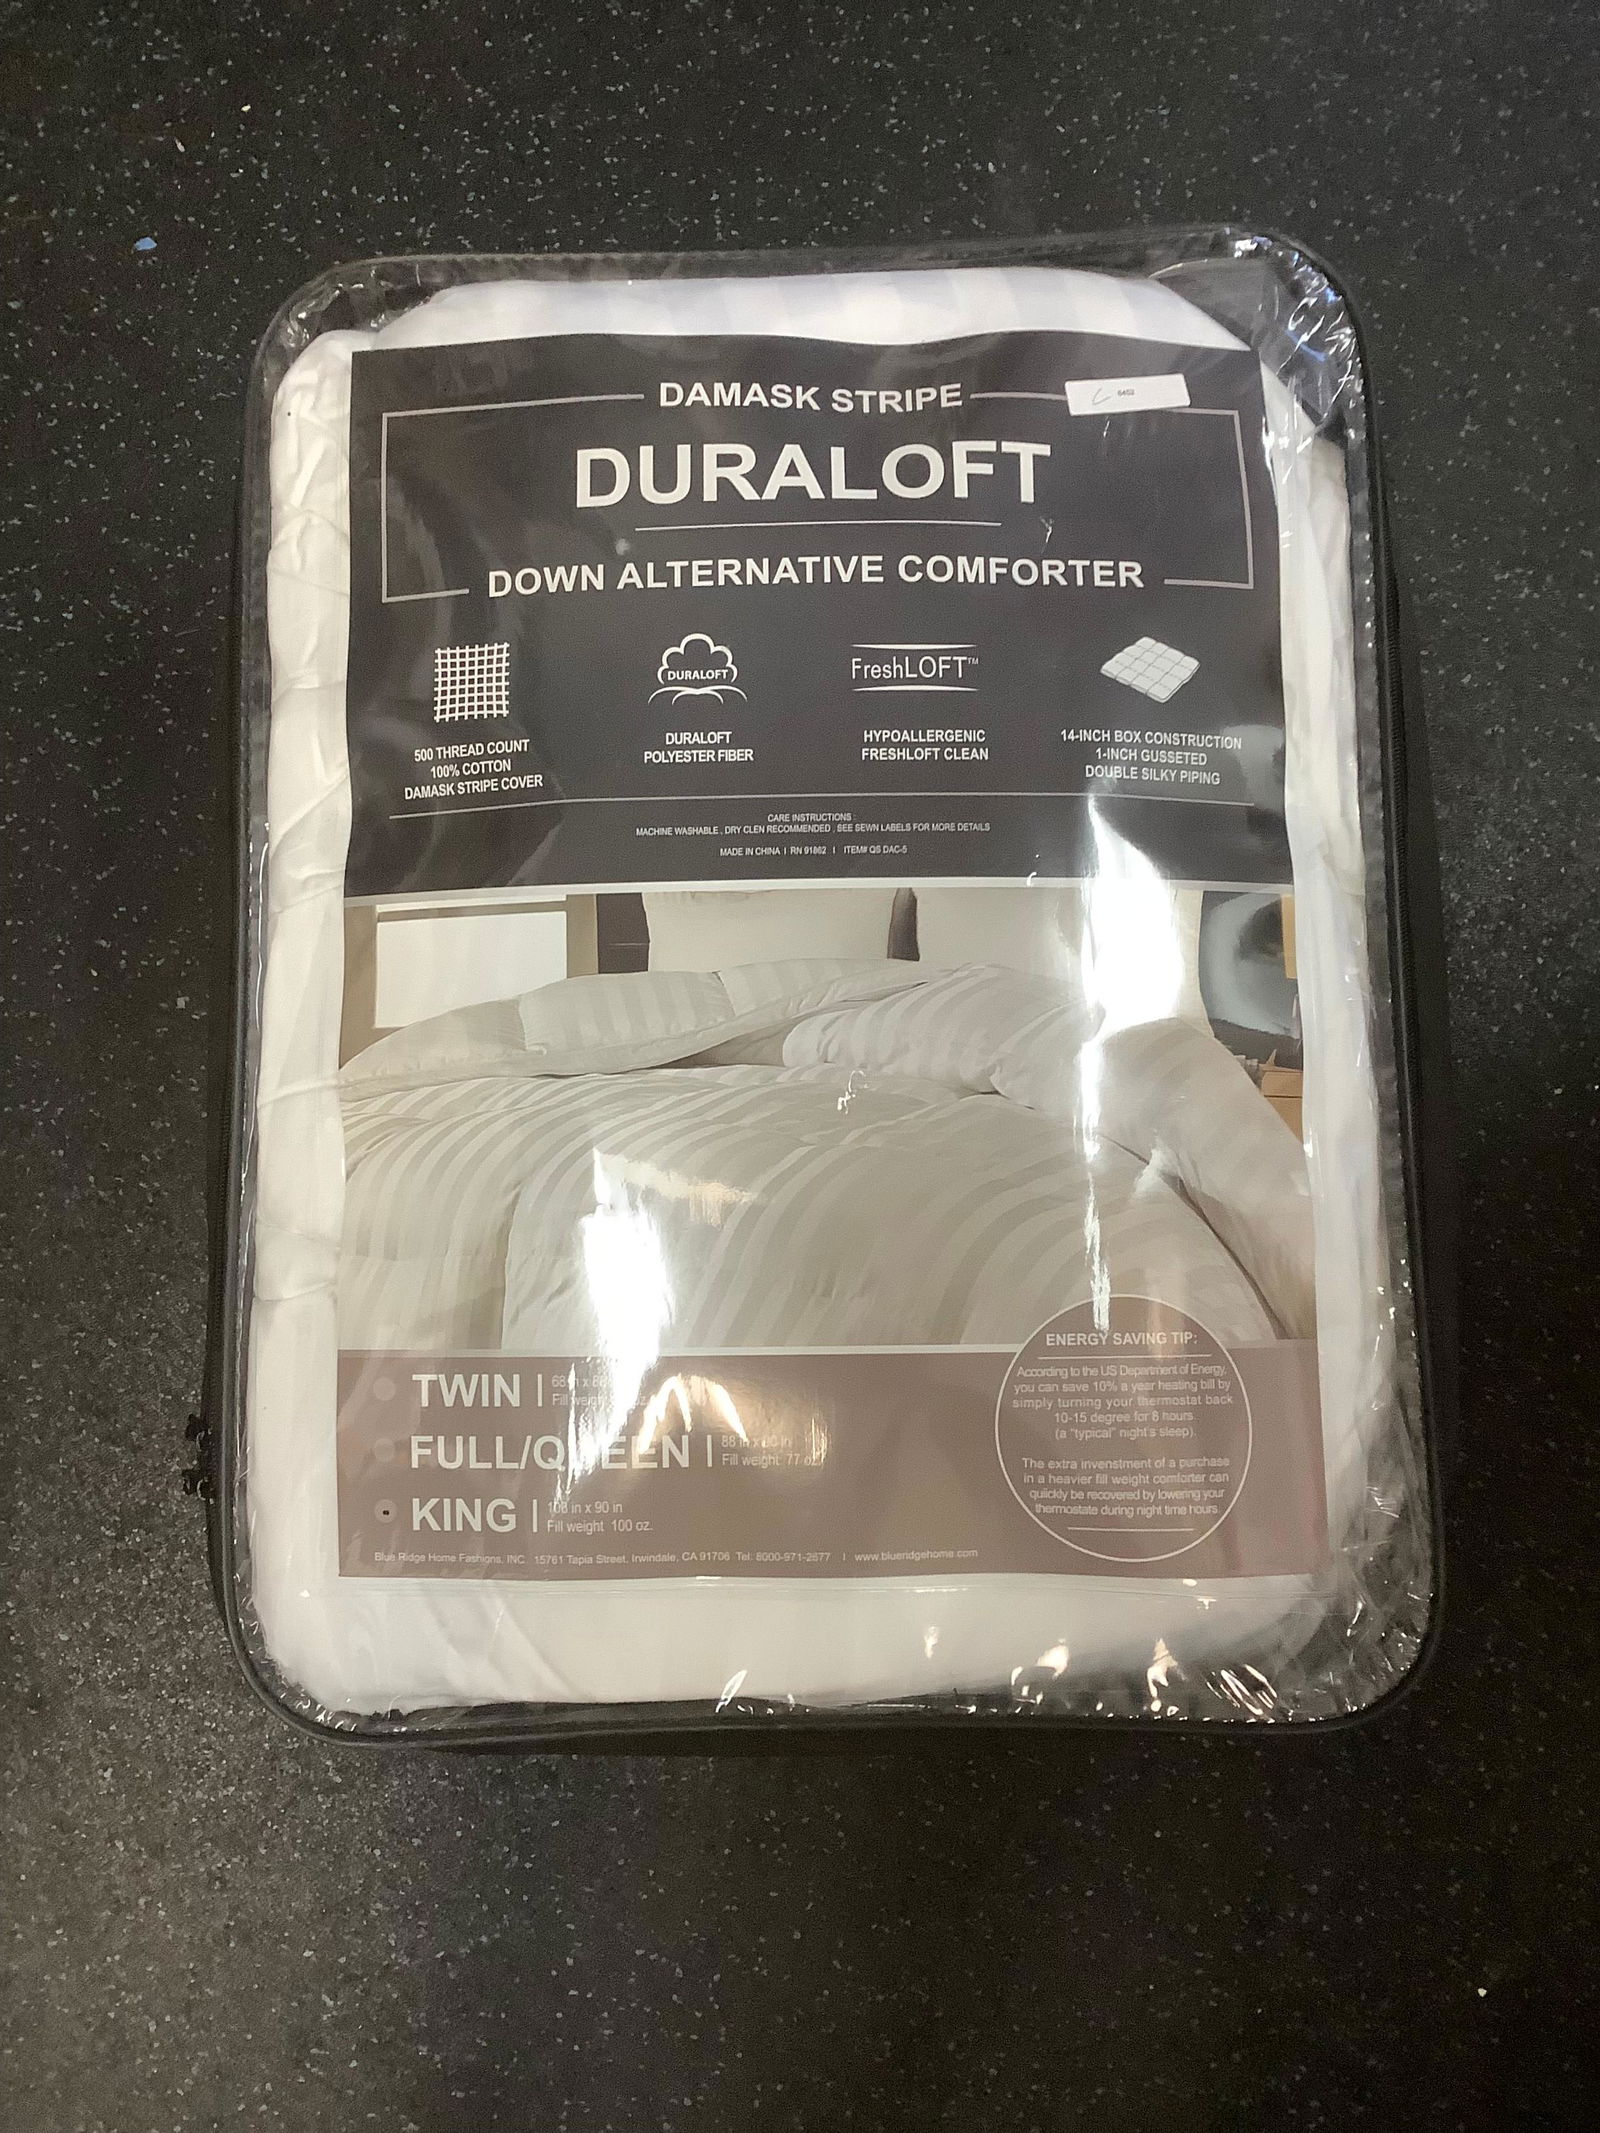 DAMASK STRIPE
6452
DURALOFT
DOWN ALTERNATIVE COMFORTER
DURALOFT
FreshLOFT™
500 THREAD COUNT
100% COTTON
DAMASK STRIPE COVER
DURALOFT
POLYESTER FIBER
HYPOALLERGENIC
FRESHLOFT CLEAN
14-INCH BOX CONSTRUCTION
1-INCH GUSSETED
DOUBLE SILKY PIPING
CARE INSTRUCTIONS :
MACHINE WASHABLE , DRY CLEN RECOMMENDED , SEE SEWN LABELS FOR MORE DETAILS
MADE IN CHINA I RN 91862 I ITEM# QS DAC-5
TWIN |
Fill weight oz.
FULL/QUEEN |
Fill weight 77 oz.
KING | 108 in x 90 in
Fill weight 100 oz.
ENERGY SAVING TIP:
According to the US Department of Energy,
you can save 10% a year heating bill by
simply turning your thermostat back
10-15 degree for 8 hours.
(a "typical" night's sleep).
The extra invenstment of a purchase
in a heavier fill weight comforter can
quiickly be recovered by lowering your
thermostate during night time hours.
Blue Ridge Home Fashions, INC. 15761 Tapia Street, Irwindale, CA 91706 Tel: 8000-971-2677 I www.blueridgehome.com